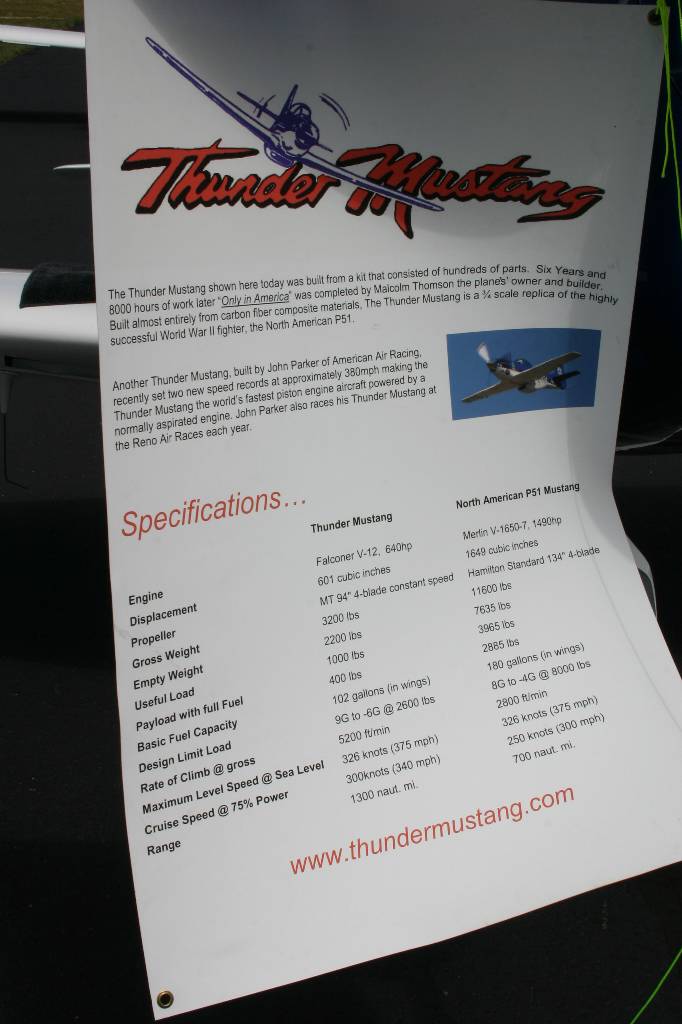 Thunder Mustang
The Thunder Mustang shown here today was built from a kit that consisted of hundreds of parts. Six Years and
8000 hours of work later "Only in America" was completed by Malcolm Thomson the planes' owner and builder.
Built almost entirely from carbon fiber composite materials, The Thunder Mustang is a ¾ scale replica of the highly
successful World War II fighter, the North American P51.
Another Thunder Mustang, built by John Parker of American Air Racing,
recently set two new speed records at approximately 380mph making the
Thunder Mustang the world's fastest piston engine aircraft powered by a
normally aspirated engine. John Parker also races his Thunder Mustang at
the Reno Air Races each year.
Specifications...
Thunder Mustang North American P51 Mustang
Engine Falconer V-12, 640hp Merlin V-1650-7, 1490hp
Displacement 601 cubic inches 1649 cubic inches
Propeller MT 94" 4-blade constant speed Hamilton Standard 134" 4-blade
Gross Weight 3200 lbs 11600 lbs
Empty Weight 2200 lbs 7635 lbs
Useful Load 1000 lbs 3965 lbs
Payload with full Fuel 400 lbs 2885 lbs
Basic Fuel Capacity 102 gallons (in wings) 180 gallons (in wings)
Design Limit Load 9G to -6G @ 2600 lbs 8G to -4G @ 8000 lbs
Rate of Climb @ gross 5200 ft/min 2800 ft/min
Maximum Level Speed @ Sea Level 326 knots (375 mph) 326 knots (375 mph)
Cruise Speed @ 75% Power 300knots (340 mph) 250 knots (300 mph)
Range 1300 naut. mi. 700 naut. mi.
www.thundermustang.com